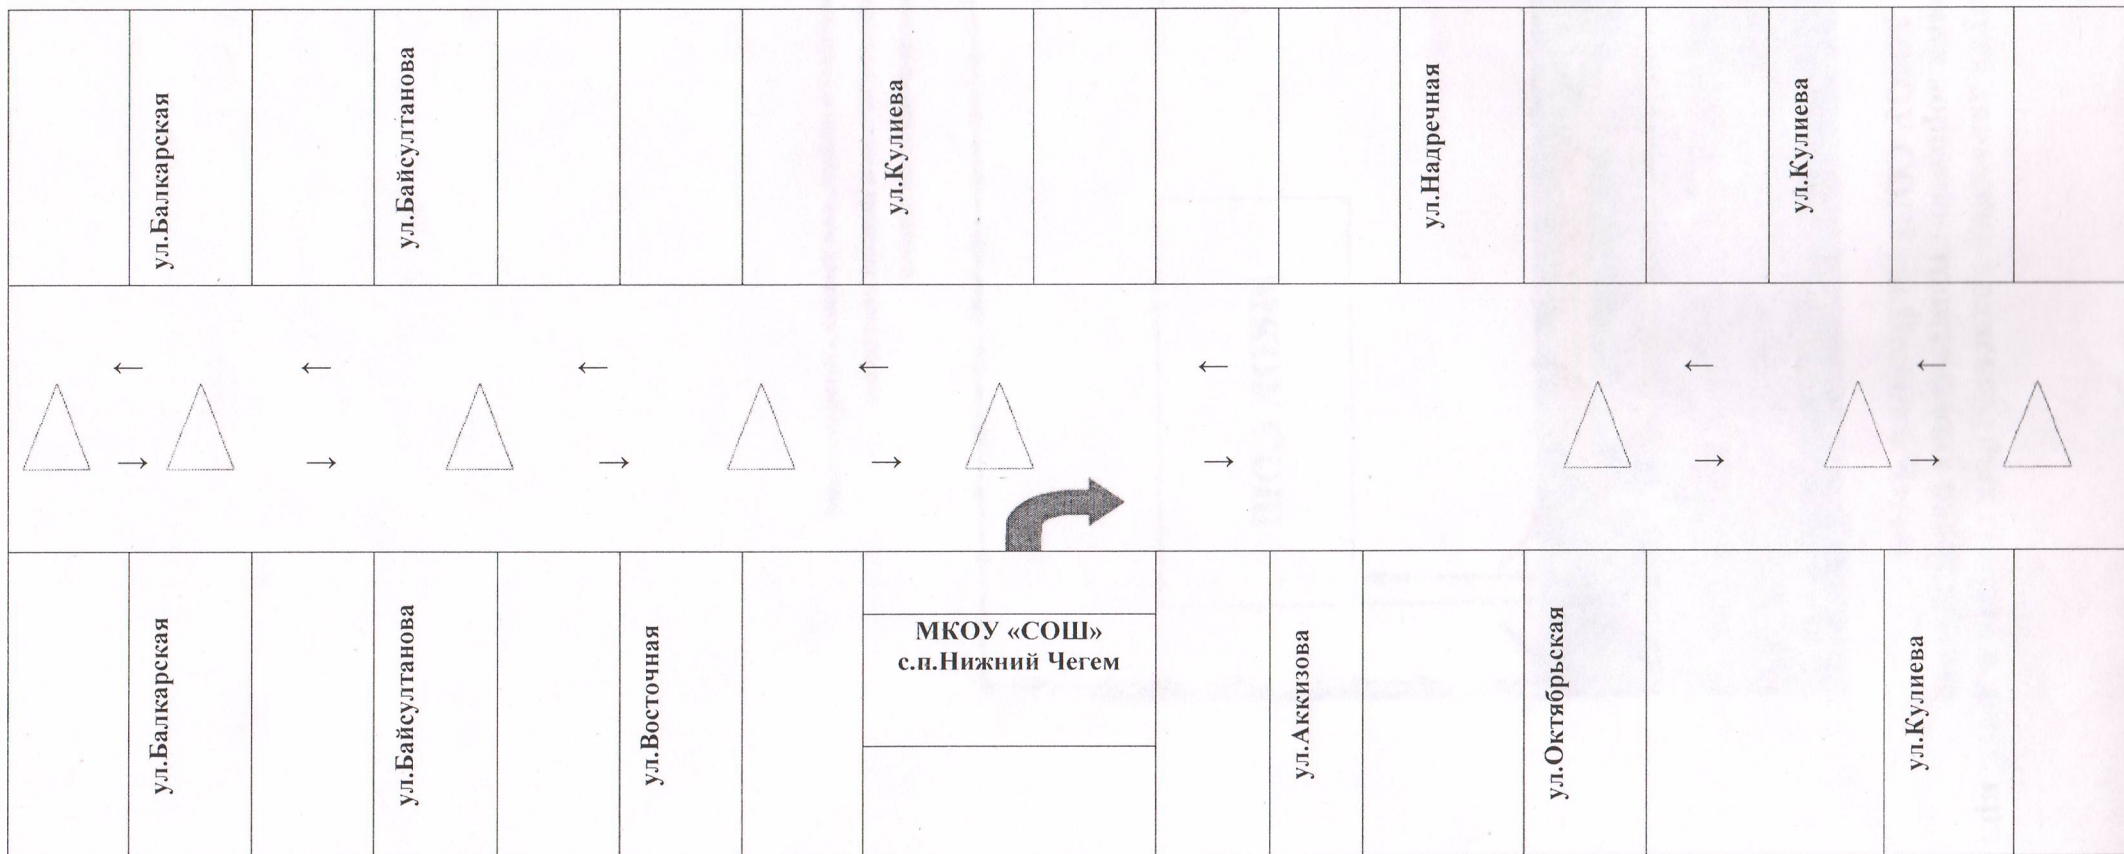 ул.Балкарская
ул.Байсултанова
ул.Кулиева
ул.Надречная
ул.Кулиева
← ← ← ← ← ← ←
→ → → → → → →
ул.Балкарская
ул.Байсултанова
ул.Восточная
МКОУ «СОШ»
с.п.Нижний Чегем
ул.Аккизова
ул.Октябрьская
ул.Кулиева